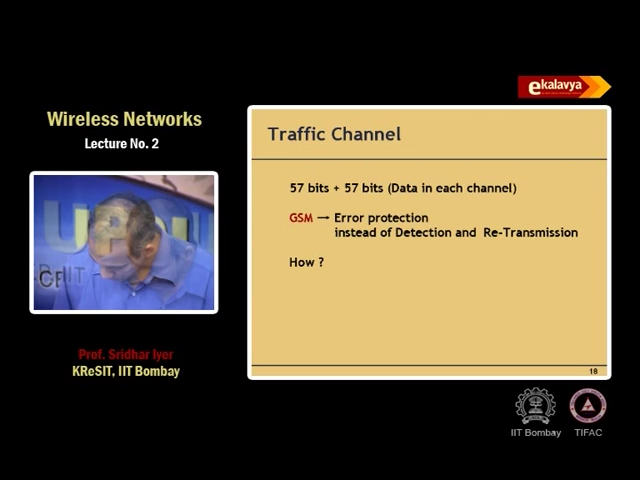 ekalavya
Wireless Networks
Lecture No. 2
Traffic Channel
57 bits + 57 bits (Data in each channel)
GSM → Error protection
instead of Detection and Re-Transmission
How ?
18
Prof. Sridhar Iyer
KReSIT, IIT Bombay
IIT Bombay
TIFAC